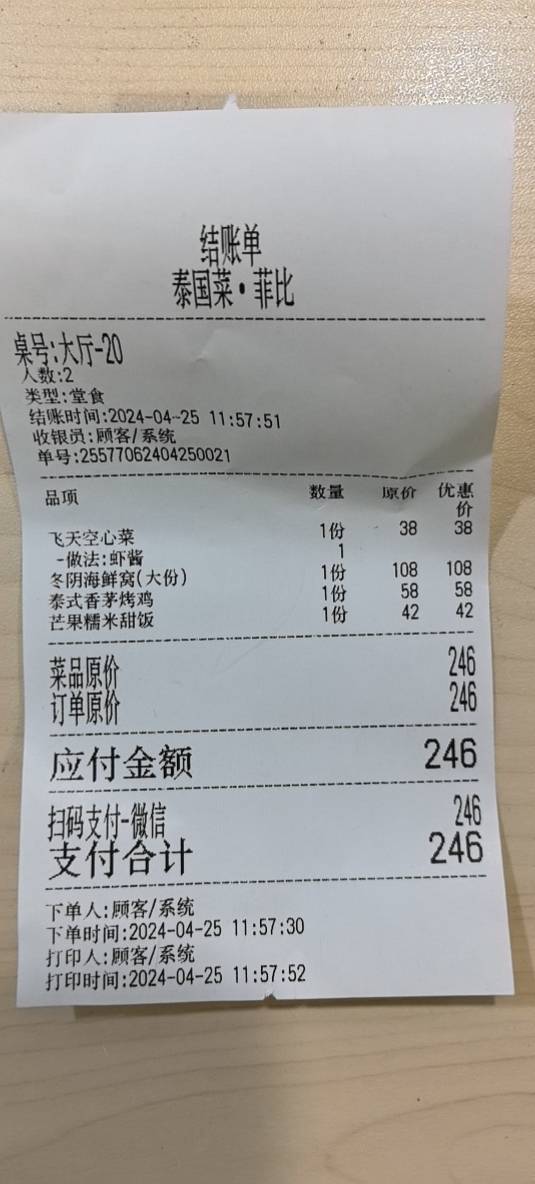 结账单
泰国菜·菲比
桌号:大厅-20
人数:2
类型:堂食
结账时间:2024-04-25 11:57:51
收银员:顾客/系统
单号:25577062404250021
品项 数量 原价 优惠价
飞天空心菜 1份 38 38
-做法:虾酱 1
冬阴海鲜窝(大份) 1份 108 108
泰式香茅烤鸡 1份 58 58
芒果糯米甜饭 1份 42 42
菜品原价 246
订单原价 246
应付金额 246
扫码支付-微信 246
支付合计 246
下单人:顾客/系统
下单时间:2024-04-25 11:57:30
打印人:顾客/系统
打印时间:2024-04-25 11:57:52